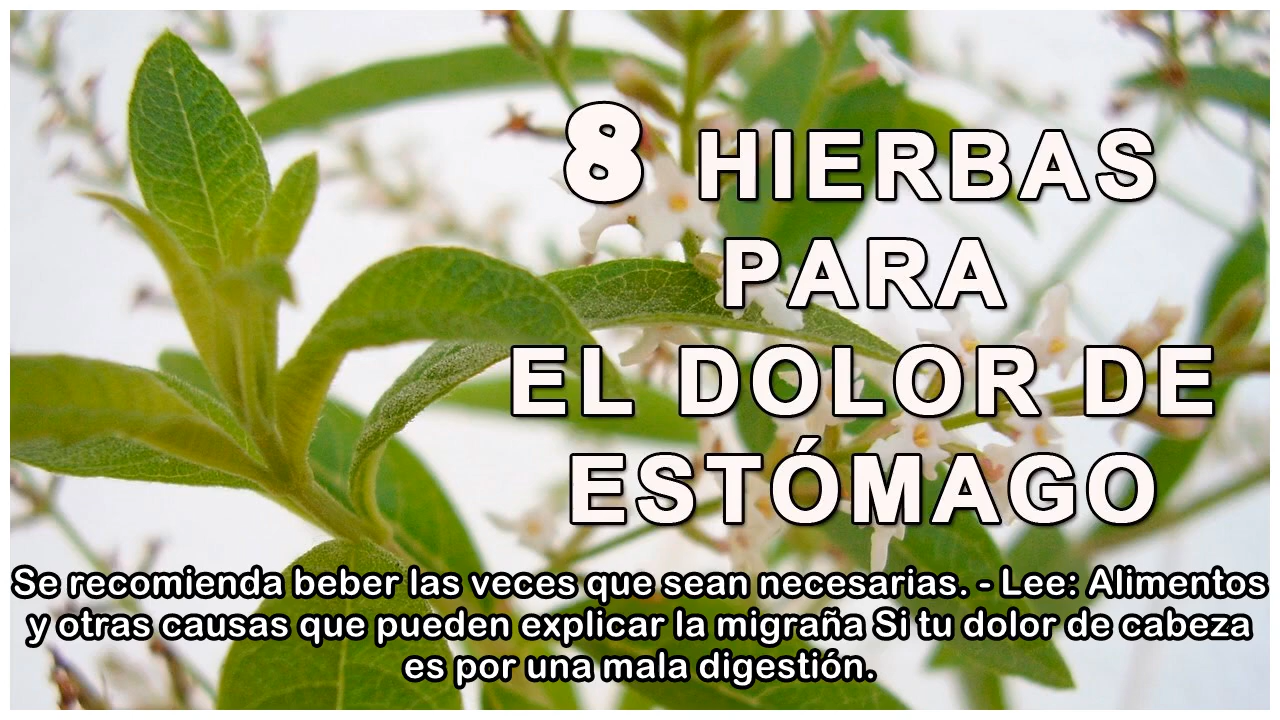 8 HIERBAS
PARA
EL DOLOR DE
ESTÓMAGO
Se recomienda beber las veces que sean necesarias. - Lee: Alimentos
y otras causas que pueden explicar la migraña Si tu dolor de cabeza
es por una mala digestión.